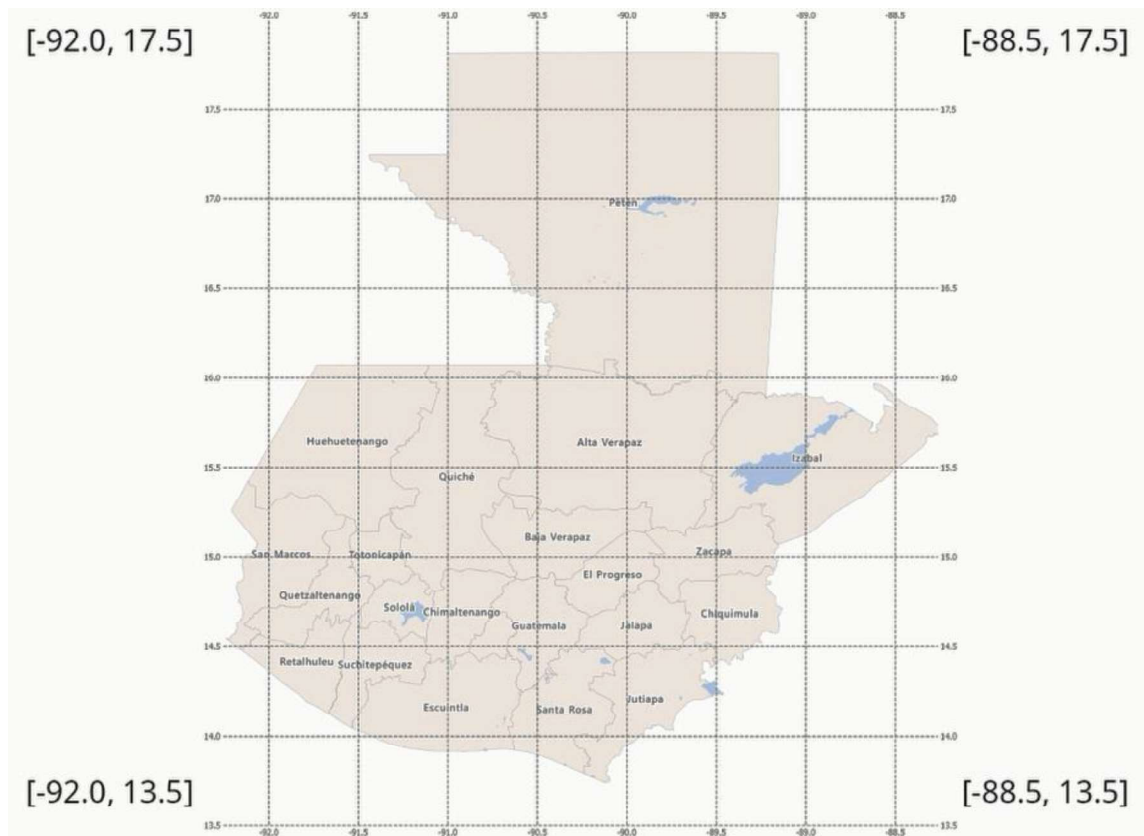 -92.0 -91.5 -91.0 -90.5 -90.0 -89.5 -89.0 -88.5
[-92.0, 17.5] [-88.5, 17.5]
17.5 17.5
17.0 Petén 17.0
16.5 16.5
16.0 16.0
Huehuetenango Alta Verapaz
Izabal
15.5 15.5
Quiché
Baja Verapaz
San Marcos Totonicapán Zacapa
15.0 15.0
El Progreso
Quetzaltenango
Sololá Chimaltenango Chiquimula
Guatemala Jalapa
14.5 14.5
Retalhuleu Suchitepéquez
Jutiapa
Escuintla Santa Rosa
14.0 14.0
[-92.0, 13.5] [-88.5, 13.5]
13.5 13.5
-92.0 -91.5 -91.0 -90.5 -90.0 -89.5 -89.0 -88.5